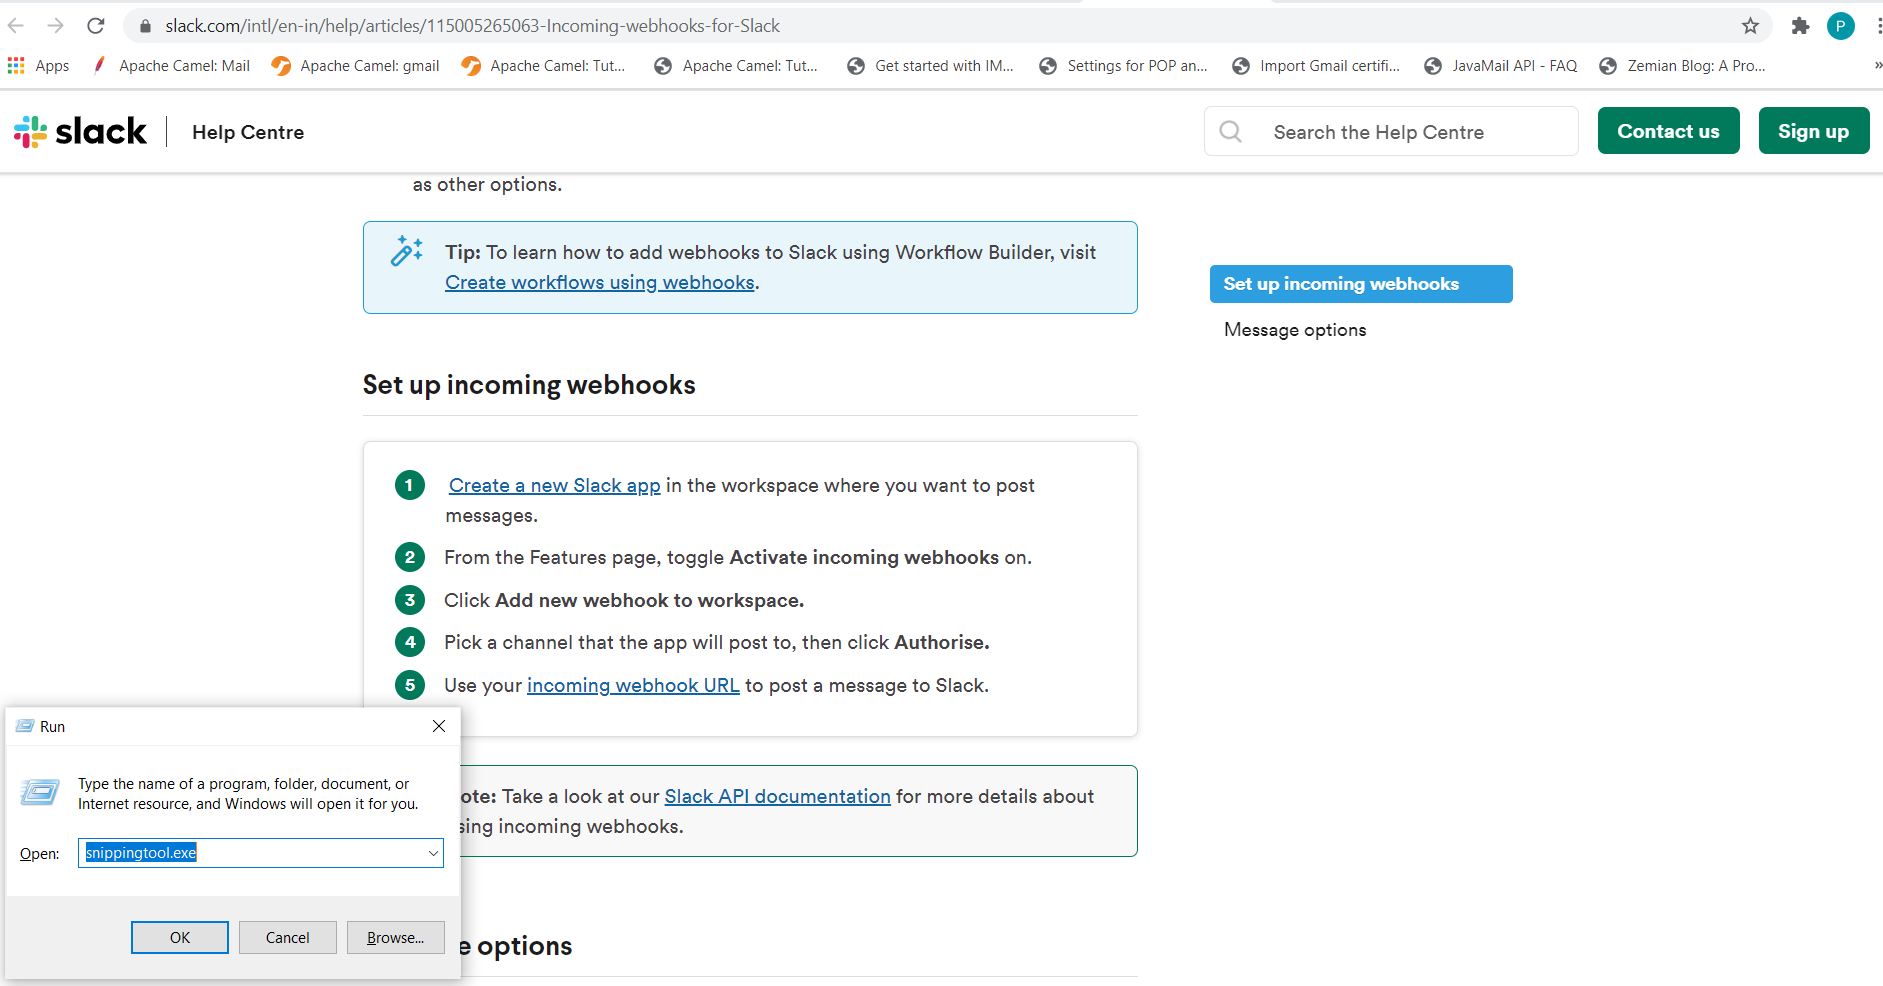 slack.com/intl/en-in/help/articles/115005265063-Incoming-webhooks-for-Slack
P
Apps
Apache Camel: Mail
Apache Camel: gmail
Apache Camel: Tut...
Apache Camel: Tut...
Get started with IM...
Settings for POP an...
Import Gmail certifi...
JavaMail API - FAQ
Zemian Blog: A Pro...
»
slack
Help Centre
Search the Help Centre
Contact us
Sign up
as other options.
Tip: To learn how to add webhooks to Slack using Workflow Builder, visit
Create workflows using webhooks.
Set up incoming webhooks
Message options
Set up incoming webhooks
1 Create a new Slack app in the workspace where you want to post
messages.
2 From the Features page, toggle Activate incoming webhooks on.
3 Click Add new webhook to workspace.
4 Pick a channel that the app will post to, then click Authorise.
5 Use your incoming webhook URL to post a message to Slack.
ote: Take a look at our Slack API documentation for more details about
sing incoming webhooks.
e options
Run
Type the name of a program, folder, document, or
Internet resource, and Windows will open it for you.
Open:
snippingtool.exe
OK
Cancel
Browse...